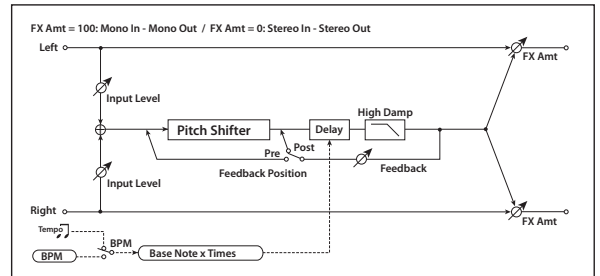 FX Amt = 100: Mono In - Mono Out / FX Amt = 0: Stereo In - Stereo Out
Left
FX Amt
Input Level
High Damp
Pitch Shifter
Delay
Post
Pre
Feedback Position
Feedback
Input Level
Right
FX Amt
Tempo
BPM
BPM
Base Note x Times